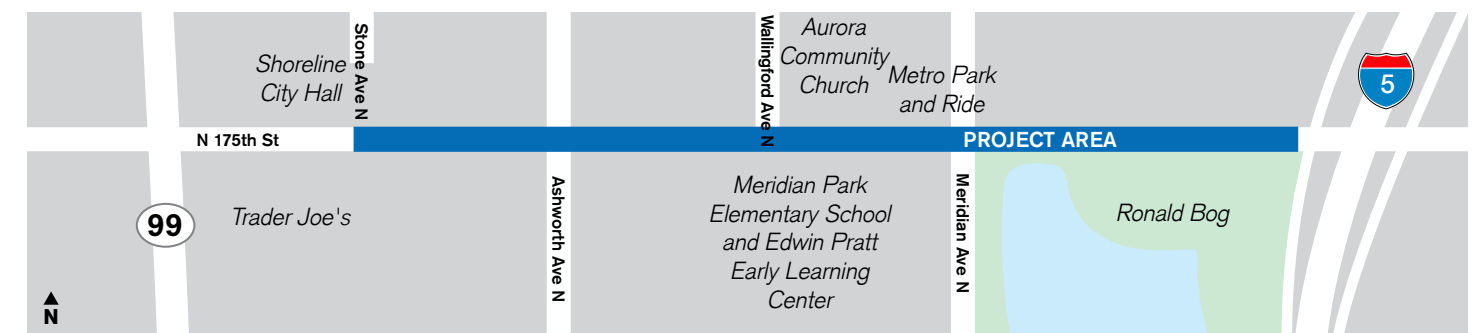 Stone Ave N
Wallingford Ave N
Aurora
Community
Church
Shoreline
City Hall
Metro Park
and Ride
5
N 175th St
PROJECT AREA
99
Trader Joe's
Ashworth Ave N
Meridian Park
Elementary School
and Edwin Pratt
Early Learning
Center
Meridian Ave N
Ronald Bog
N